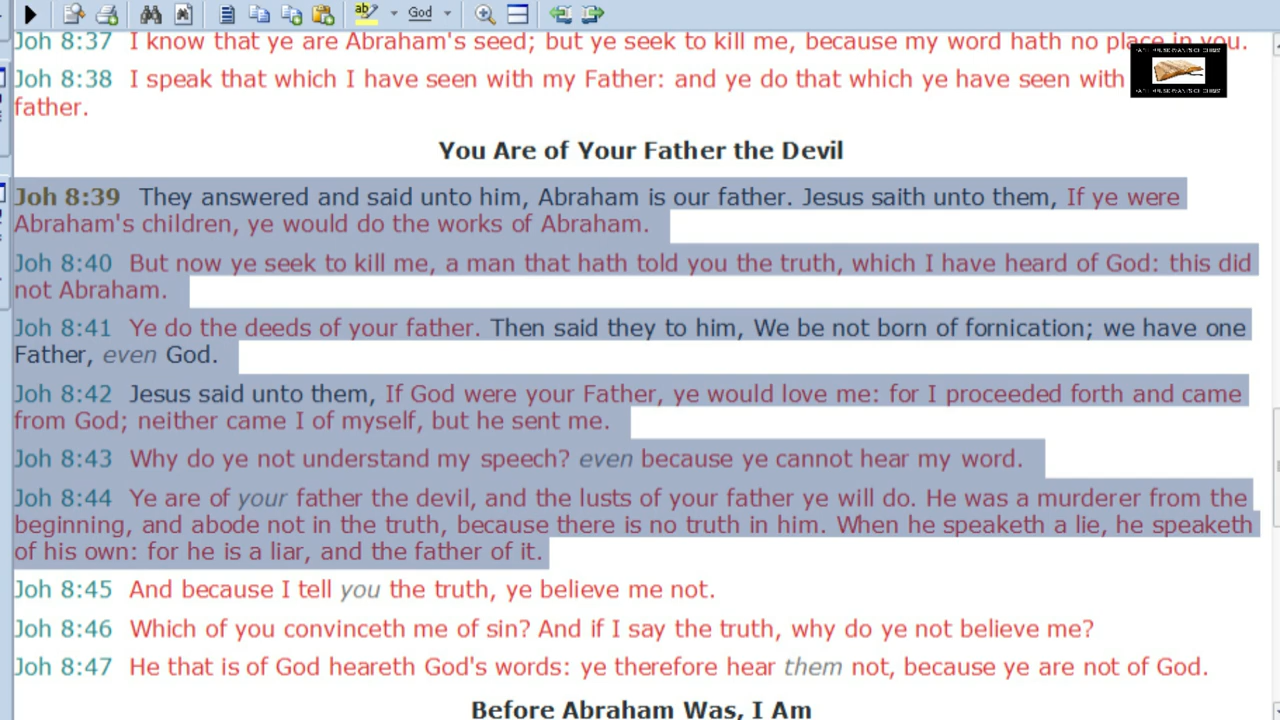 ab
God
Joh 8:37 I know that ye are Abraham's seed; but ye seek to kill me, because my word hath no place in you.
Joh 8:38 I speak that which I have seen with my Father: and ye do that which ye have seen with
father.
You Are of Your Father the Devil
Joh 8:39 They answered and said unto him, Abraham is our father. Jesus saith unto them, If ye were
Abraham's children, ye would do the works of Abraham.
Joh 8:40 But now ye seek to kill me, a man that hath told you the truth, which I have heard of God: this did
not Abraham.
Joh 8:41 Ye do the deeds of your father. Then said they to him, We be not born of fornication; we have one
Father, even God.
Joh 8:42 Jesus said unto them, If God were your Father, ye would love me: for I proceeded forth and came
from God; neither came I of myself, but he sent me.
Joh 8:43 Why do ye not understand my speech? even because ye cannot hear my word.
Joh 8:44 Ye are of your father the devil, and the lusts of your father ye will do. He was a murderer from the
beginning, and abode not in the truth, because there is no truth in him. When he speaketh a lie, he speaketh
of his own: for he is a liar, and the father of it.
Joh 8:45 And because I tell you the truth, ye believe me not.
Joh 8:46 Which of you convinceth me of sin? And if I say the truth, why do ye not believe me?
Joh 8:47 He that is of God heareth God's words: ye therefore hear them not, because ye are not of God.
Before Abraham Was, I Am